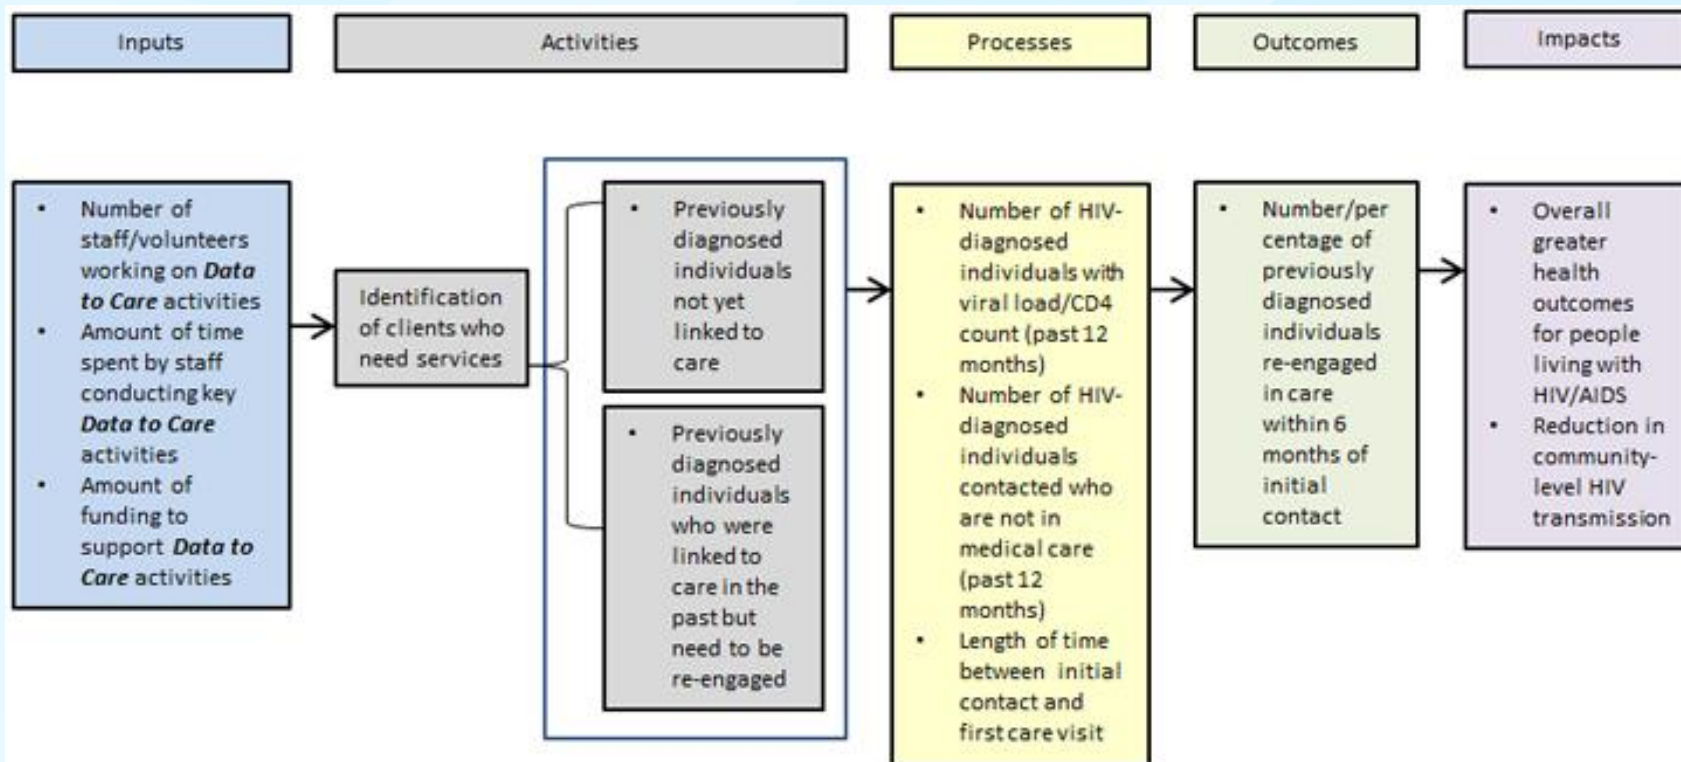 Inputs
Activities
Processes
Outcomes
Impacts
• Number of
staff/volunteers
working on Data
to Care activities
• Amount of time
spent by staff
conducting key
Data to Care
activities
• Amount of
funding to
support Data to
Care activities
Identification
of clients who
need services
• Previously
diagnosed
individuals
not yet
linked to
care
• Previously
diagnosed
individuals
who were
linked to
care in the
past but
need to be
re-engaged
• Number of HIV-
diagnosed
individuals with
viral load/CD4
count (past 12
months)
• Number of HIV-
diagnosed
individuals
contacted who
are not in
medical care
(past 12
months)
• Length of time
between initial
contact and
first care visit
• Number/per
centage of
previously
diagnosed
individuals
re-engaged
in care
within 6
months of
initial
contact
• Overall
greater
health
outcomes
for people
living with
HIV/AIDS
• Reduction in
community-
level HIV
transmission